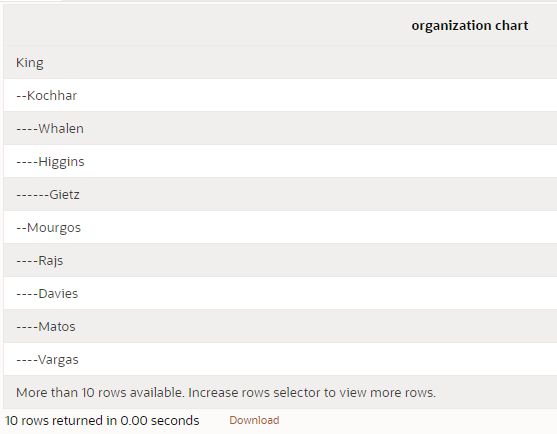 organization chart
King
--Kochhar
----Whalen
----Higgins
------Gietz
--Mourgos
----Rajs
----Davies
----Matos
----Vargas
More than 10 rows available. Increase rows selector to view more rows.
10 rows returned in 0.00 seconds Download